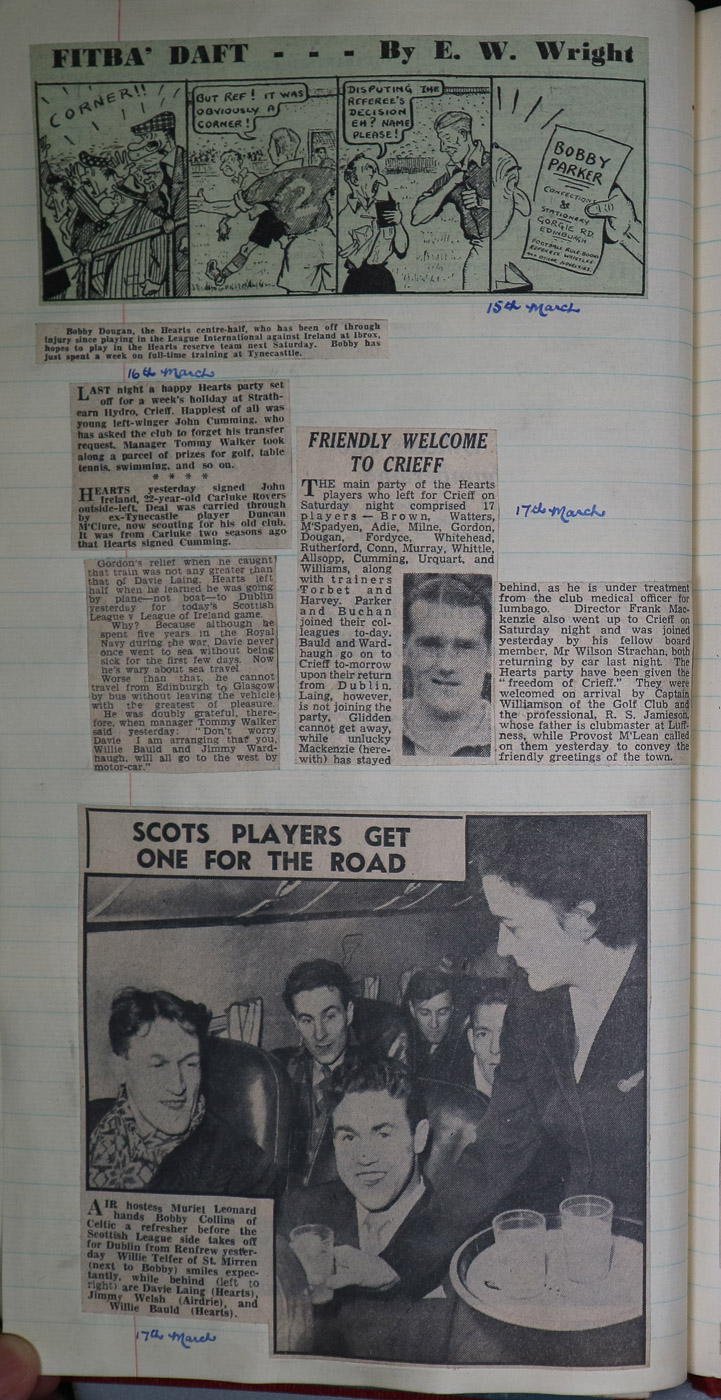 FITBA' DAFT - - - By E. W. Wright
CORNER!!
BUT REF! IT WAS
OBVIOUSLY A
CORNER!
DISPUTING THE
REFEREE'S
DECISION
EH? NAME
PLEASE!
BOBBY
PARKER
CONFECTIONERY
&
STATIONERY
GORGIE RD.
EDINBURGH
FOOTBALL RULE BOOKS
REFEREES WHISTLES
AND OTHER NOVELTIES.
2
15th March
Bobby Dougan, the Hearts centre-half, who has been off through
injury since playing in the League International against Ireland at Ibrox,
hopes to play in the Hearts reserve team next Saturday. Bobby has
just spent a week on full-time training at Tynecastle.
16th March
LAST night a happy Hearts party set
off for a week's holiday at Strath-
earn Hydro, Crieff. Happiest of all was
young left-winger John Cumming, who
has asked the club to forget his transfer
request. Manager Tommy Walker took
along a parcel of prizes for golf, table
tennis, swimming, and so on.
* * * *
HEARTS yesterday signed John
Ireland, 22-year-old Carluke Rovers
outside-left. Deal was carried through
by ex-Tynecastle player Duncan
M'Clure, now scouting for his old club.
It was from Carluke two seasons ago
that Hearts signed Cumming.
Gordon's relief when he caught
that train was not any greater than
that of Davie Laing, Hearts left
half when he learned he was going
by plane—not boat—to Dublin
yesterday for today's Scottish
League v League of Ireland game.
Why? Because although he
spent five years in the Royal
Navy during the war, Davie never
once went to sea without being
sick for the first few days. Now
he's wary about sea travel
Worse than that, he cannot
travel from Edinburgh to Glasgow
by bus without leaving the vehicle
with the greatest of pleasure.
He was doubly grateful, there-
fore, when manager Tommy Walker
said yesterday: "Don't worry
Davie I am arranging that you,
Willie Bauld and Jimmy Ward-
haugh, will all go to the west by
motor-car."
FRIENDLY WELCOME
TO CRIEFF
THE main party of the Hearts
players who left for Crieff on
Saturday night comprised 17
players — Brown, Watters,
M'Spadyen, Adie, Milne, Gordon,
Dougan, Fordyce, Whitehead,
Rutherford, Conn, Murray, Whittle,
Allsopp, Cumming, Urquart, and
Williams, along
with trainers
Torbet and
Harvey. Parker
and Buchan
joined their col-
leagues to-day.
Bauld and Ward-
haugh go on to
Crieff to-morrow
upon their return
from Dublin.
Laing, however,
is not joining the
party, Glidden
cannot get away,
while unlucky
Mackenzie (here-
with) has stayed
17th March
behind, as he is under treatment
from the club medical officer for
lumbago. Director Frank Mac-
kenzie also went up to Crieff on
Saturday night and was joined
yesterday by his fellow board
member, Mr Wilson Strachan, both
returning by car last night. The
Hearts party have been given the
"freedom of Crieff." They were
welcomed on arrival by Captain
Williamson of the Golf Club and
the professional, R. S. Jamieson,
whose father is clubmaster at Luff-
ness, while Provost M'Lean called
on them yesterday to convey the
friendly greetings of the town.
SCOTS PLAYERS GET
ONE FOR THE ROAD
AIR hostess Muriel Leonard
hands Bobby Collins of
Celtic a refresher before the
Scottish League side takes off
for Dublin from Renfrew yester-
day Willie Telfer of St. Mirren
(next to Bobby) smiles expec-
tantly, while behind (left to
right) are Davie Laing (Hearts),
Jimmy Welsh (Airdrie), and
Willie Bauld (Hearts).
17th March